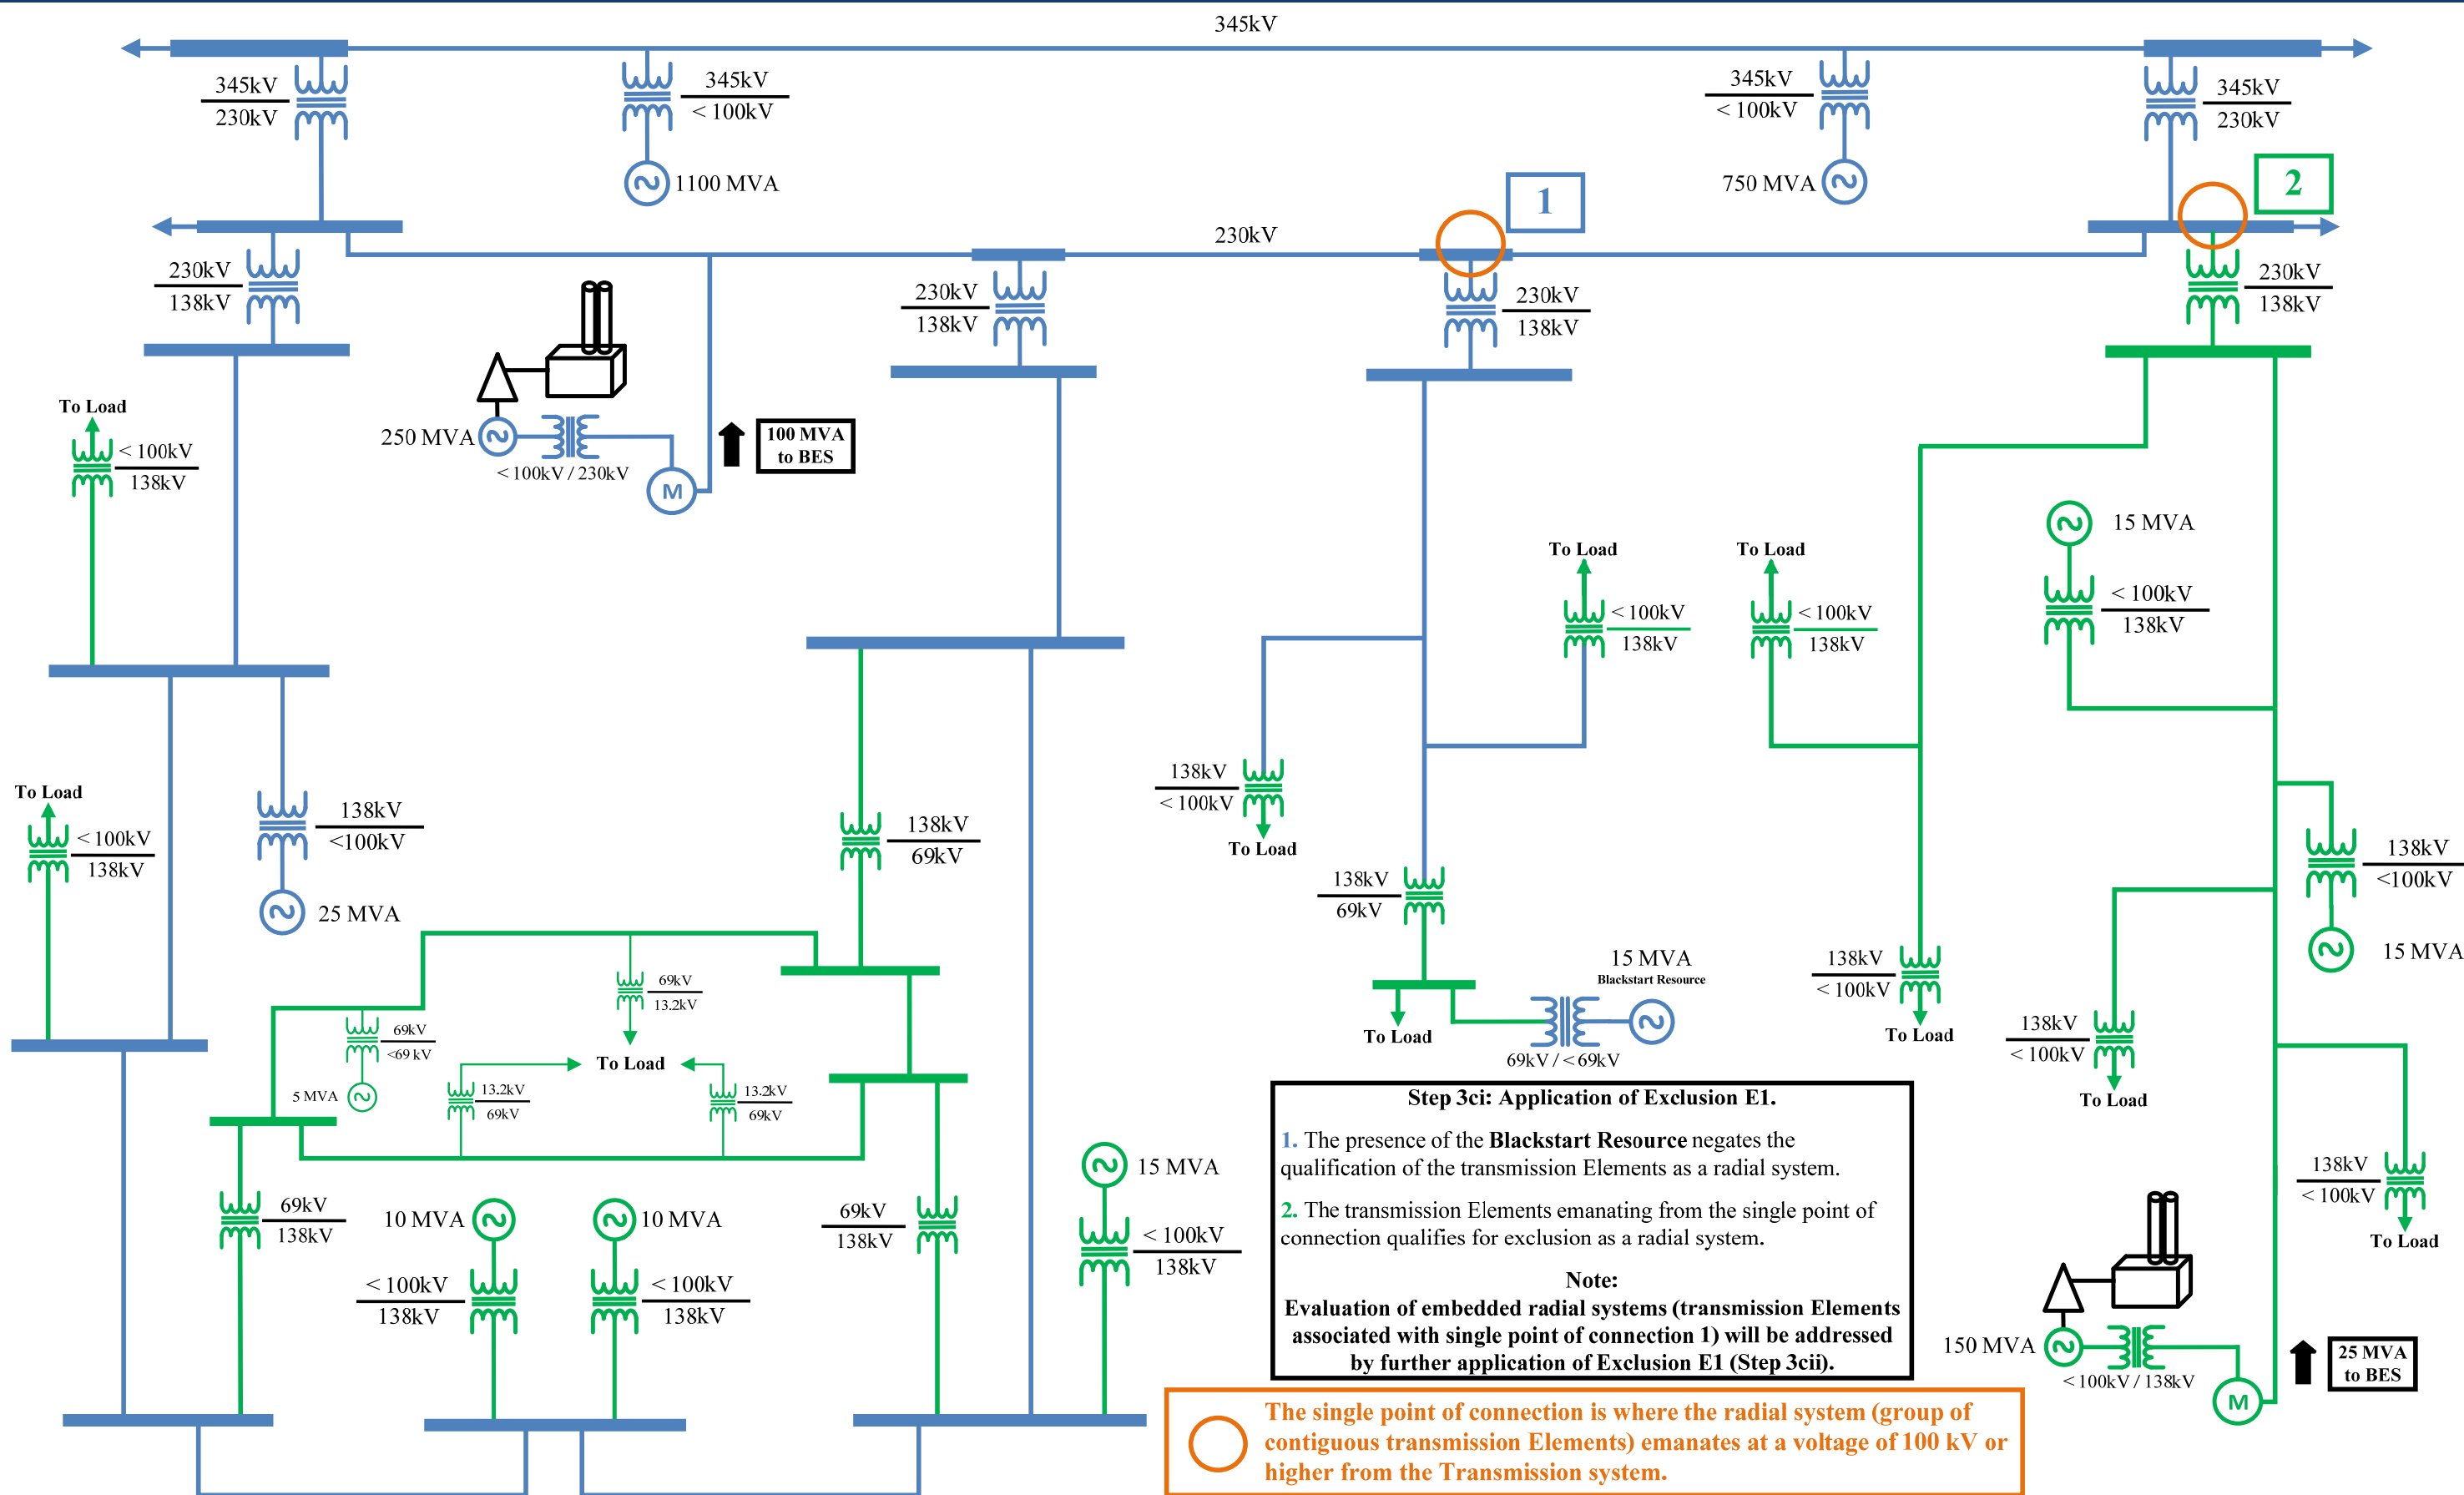 345kV
345kV
230kV
345kV
< 100kV
1100 MVA
345kV
< 100kV
750 MVA
345kV
230kV
1
2
230kV
230kV
138kV
230kV
138kV
230kV
138kV
230kV
138kV
To Load
< 100kV
138kV
250 MVA
< 100kV / 230kV
M
100 MVA
to BES
To Load
< 100kV
138kV
To Load
< 100kV
138kV
15 MVA
< 100kV
138kV
To Load
< 100kV
138kV
138kV
<100kV
25 MVA
138kV
69kV
138kV
< 100kV
To Load
138kV
69kV
To Load
15 MVA
Blackstart Resource
69kV / < 69kV
138kV
< 100kV
To Load
138kV
<100kV
15 MVA
138kV
< 100kV
To Load
138kV
< 100kV
To Load
69kV
13.2kV
To Load
69kV
<69 kV
5 MVA
13.2kV
69kV
13.2kV
69kV
69kV
138kV
10 MVA
< 100kV
138kV
10 MVA
< 100kV
138kV
69kV
138kV
15 MVA
< 100kV
138kV
Step 3ci: Application of Exclusion E1.
1. The presence of the Blackstart Resource negates the
qualification of the transmission Elements as a radial system.
2. The transmission Elements emanating from the single point of
connection qualifies for exclusion as a radial system.
Note:
Evaluation of embedded radial systems (transmission Elements
associated with single point of connection 1) will be addressed
by further application of Exclusion E1 (Step 3cii).
150 MVA
< 100kV / 138kV
M
25 MVA
to BES
The single point of connection is where the radial system (group of
contiguous transmission Elements) emanates at a voltage of 100 kV or
higher from the Transmission system.